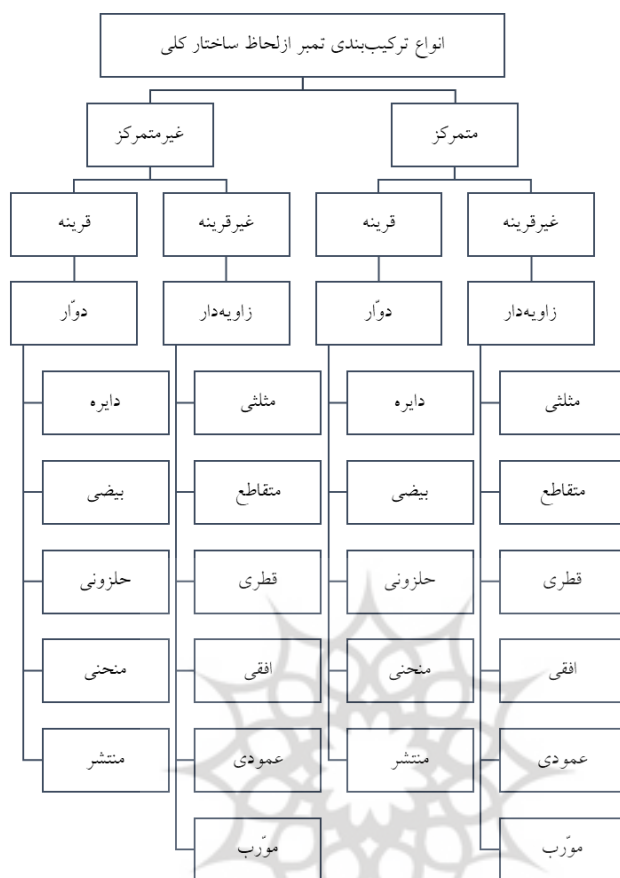 انواع ترکیب‌بندی تمبر ازلحاظ ساختار کلی
متمرکز
غیرمتمرکز
غیرقرینه
قرینه
غیرقرینه
قرینه
زاویه‌دار
دوّار
زاویه‌دار
دوّار
مثلثی
دایره
مثلثی
دایره
متقاطع
بیضی
متقاطع
بیضی
قطری
حلزونی
قطری
حلزونی
افقی
منحنی
افقی
منحنی
عمودی
منتشر
عمودی
منتشر
مورّب
مورّب